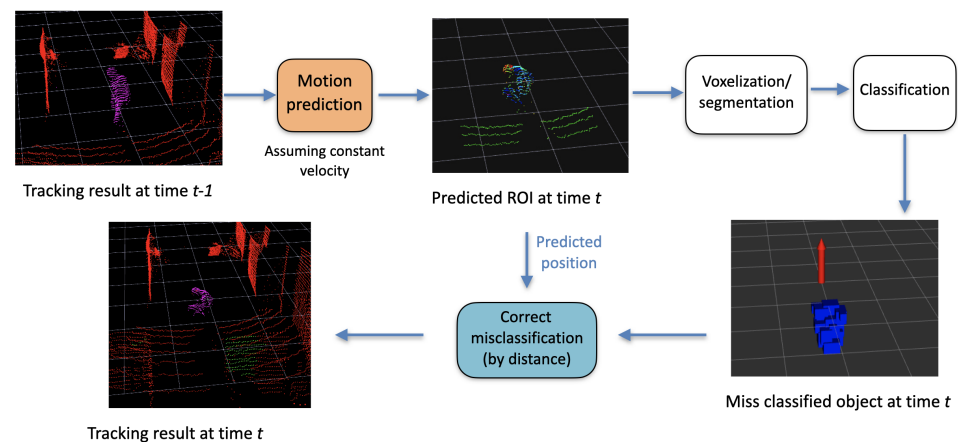 Motion
prediction
Assuming constant
velocity
Voxelization/
segmentation
Classification
Tracking result at time t-1
Predicted ROI at time t
Predicted
position
Correct
misclassification
(by distance)
Miss classified object at time t
Tracking result at time t